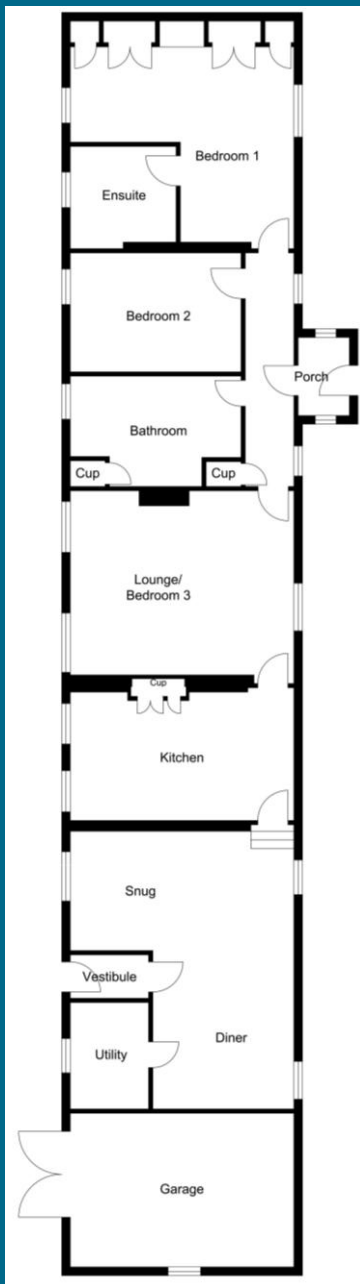 Bedroom 1
Ensuite
Bedroom 2
Porch
Bathroom
Cup
Cup
Lounge/
Bedroom 3
Cup
Kitchen
Snug
Vestibule
Diner
Utility
Garage